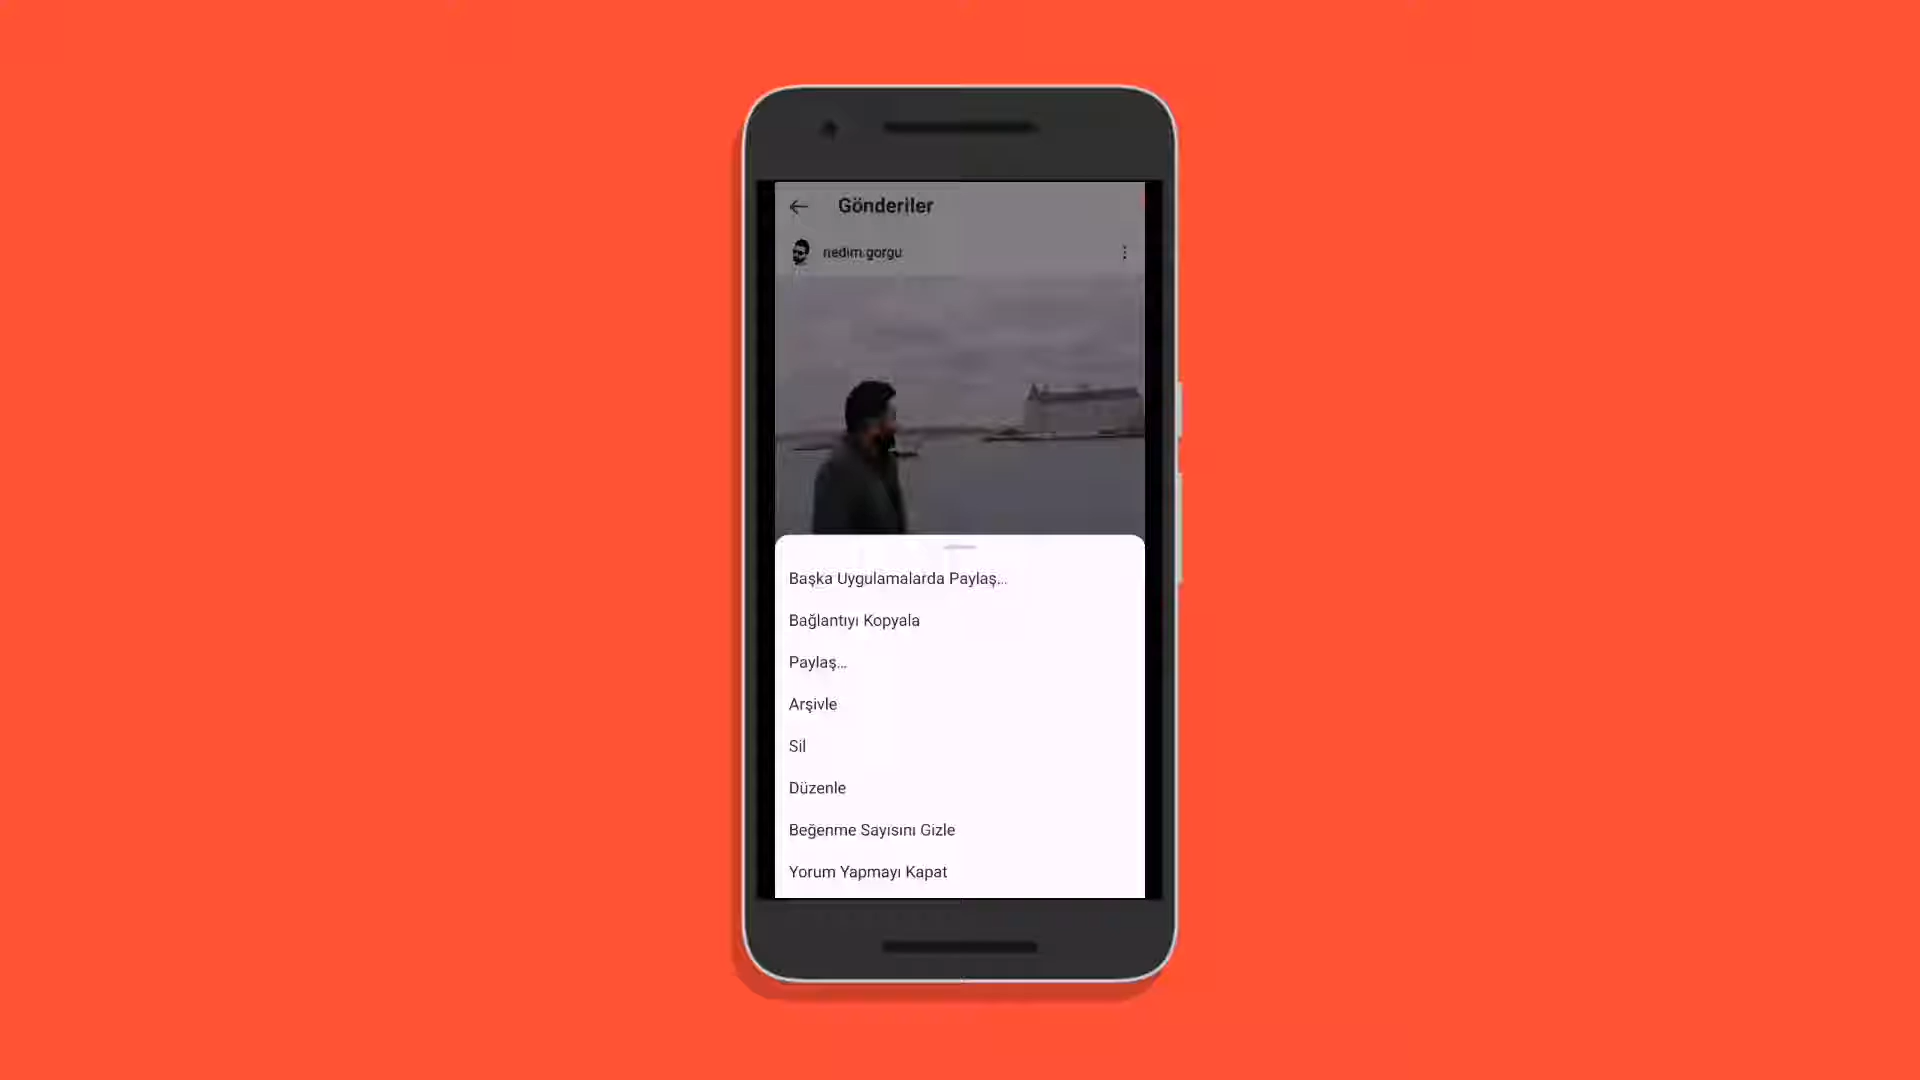 Gönderiler
nedim.gorgu
Başka Uygulamalarda Paylaş...
Bağlantıyı Kopyala
Paylaş...
Arşivle
Sil
Düzenle
Beğenme Sayısını Gizle
Yorum Yapmayı Kapat